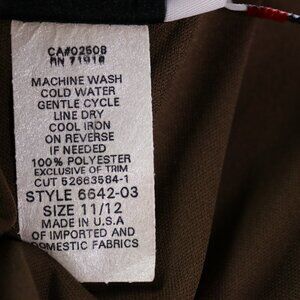 CA#02508
RN 71918
MACHINE WASH
COLD WATER
GENTLE CYCLE
LINE DRY
COOL IRON
ON REVERSE
IF NEEDED
100% POLYESTER
EXCLUSIVE OF TRIM
CUT 52663584-1
STYLE 6642-03
SIZE 11/12
MADE IN U.S.A
OF IMPORTED AND
DOMESTIC FABRICS